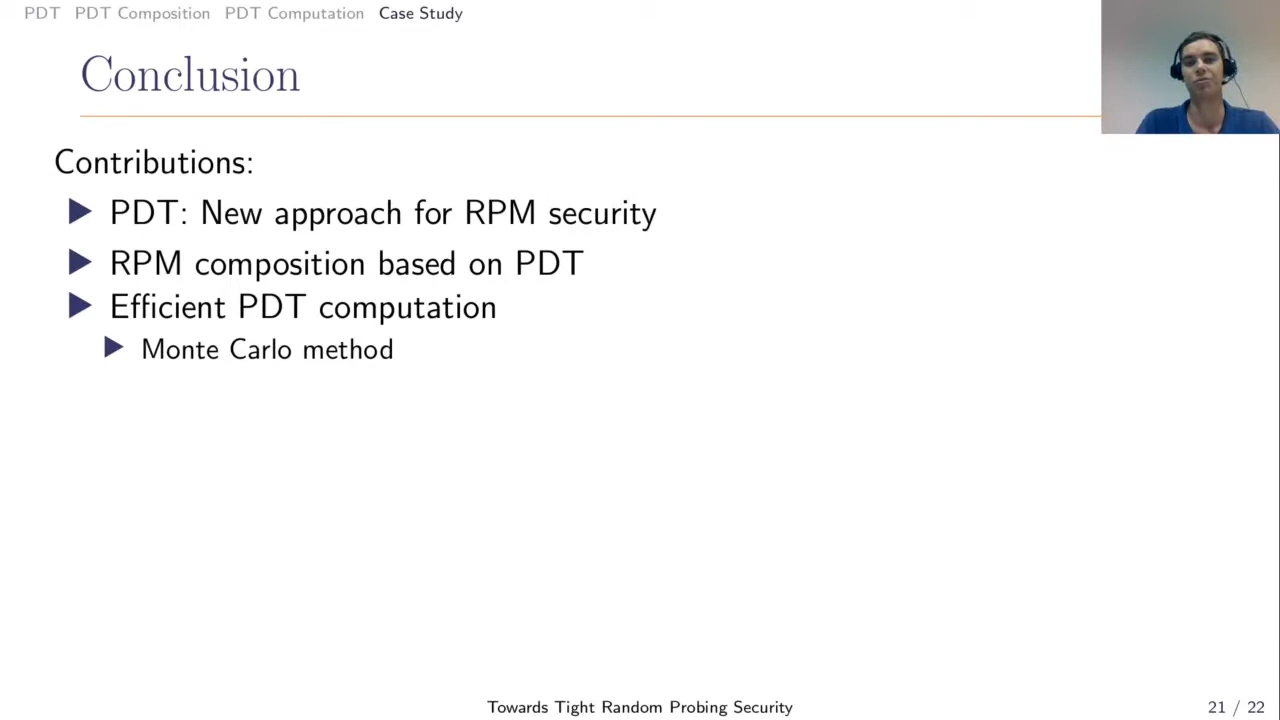 PDT PDT Composition PDT Computation Case Study
Conclusion
Contributions:
PDT: New approach for RPM security
RPM composition based on PDT
Efficient PDT computation
Monte Carlo method
Towards Tight Random Probing Security
21 / 22